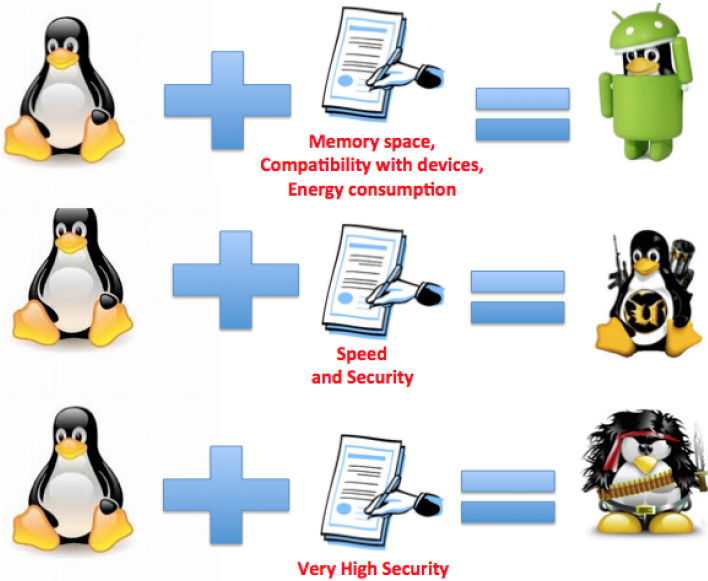 Memory space,
Compatibility with devices,
Energy consumption
Speed
and Security
Very High Security